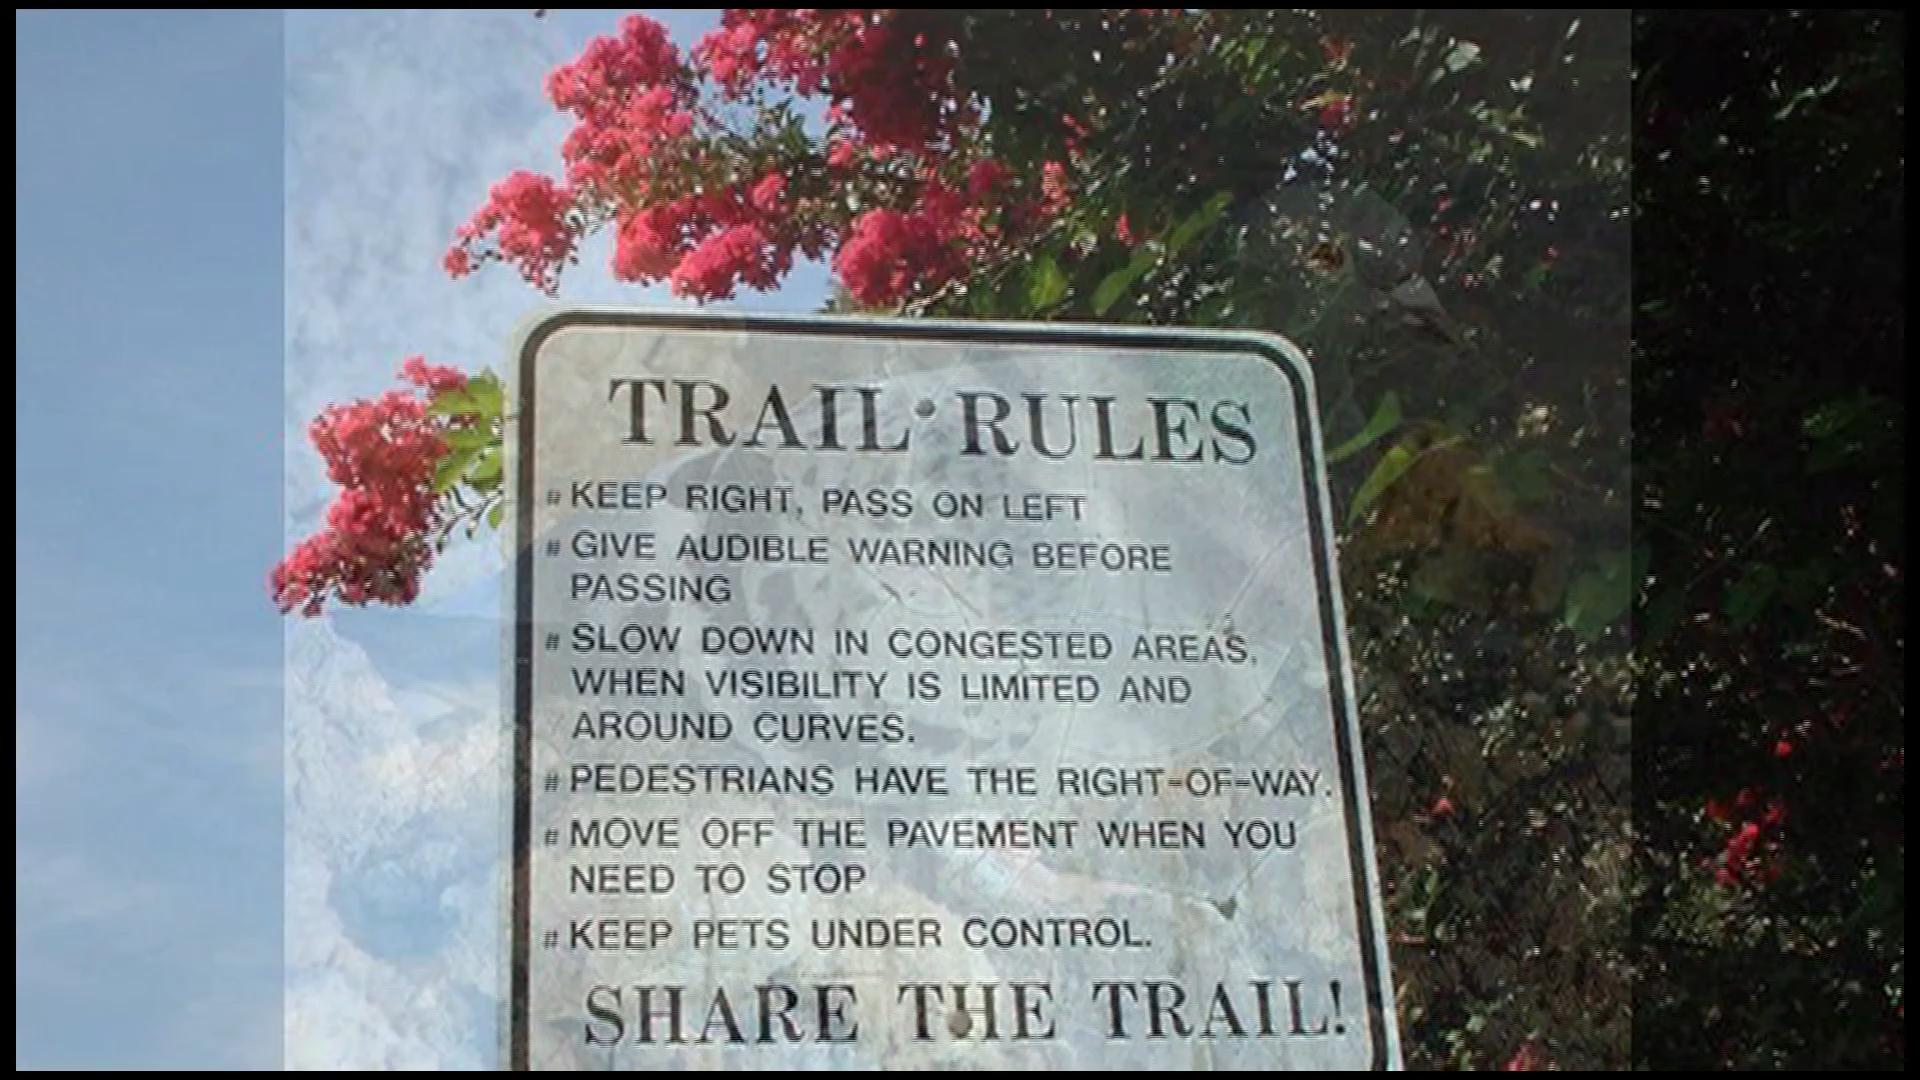 TRAIL RULES
# KEEP RIGHT, PASS ON LEFT
# GIVE AUDIBLE WARNING BEFORE
PASSING
# SLOW DOWN IN CONGESTED AREAS,
WHEN VISIBILITY IS LIMITED AND
AROUND CURVES.
# PEDESTRIANS HAVE THE RIGHT-OF-WAY.
# MOVE OFF THE PAVEMENT WHEN YOU
NEED TO STOP
# KEEP PETS UNDER CONTROL.
SHARE THE TRAIL!